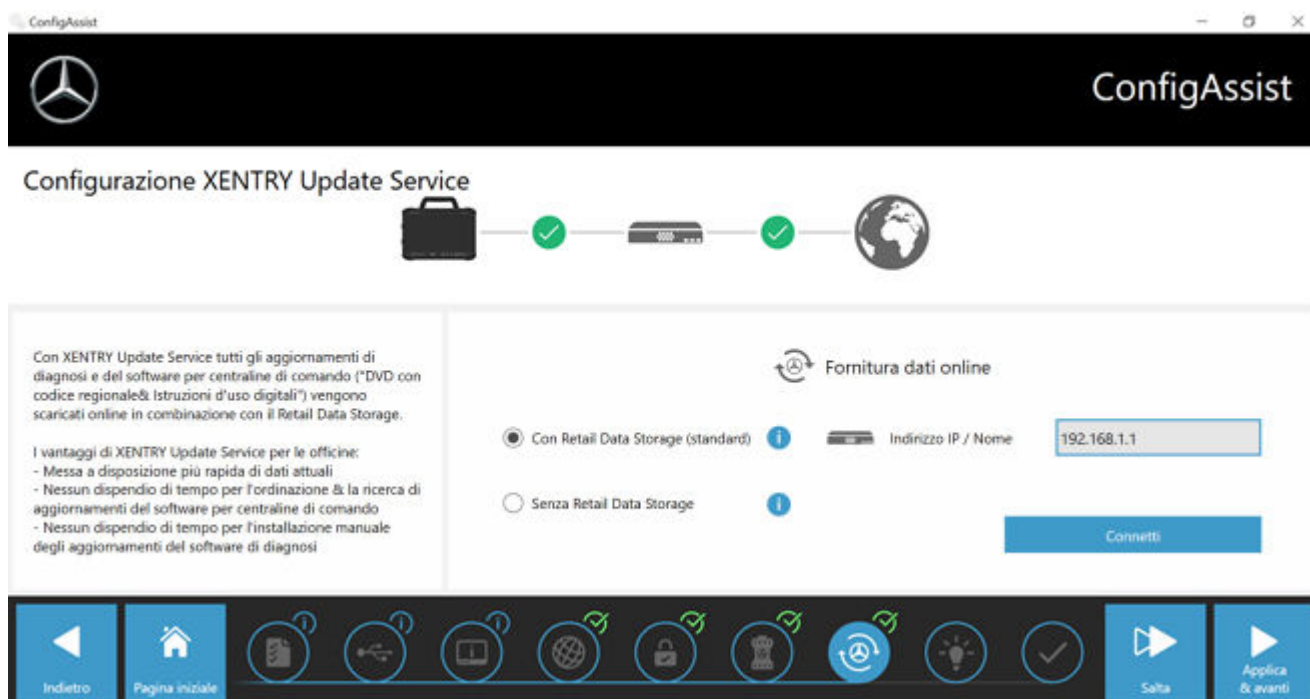 ConfigAssist
ConfigAssist
Configurazione XENTRY Update Service
Con XENTRY Update Service tutti gli aggiornamenti di
diagnosi e del software per centraline di comando ("DVD con
codice regionale& Istruzioni d'uso digitali") vengono
scaricati online in combinazione con il Retail Data Storage.
I vantaggi di XENTRY Update Service per le officine:
- Messa a disposizione più rapida di dati attuali
- Nessun dispendio di tempo per l'ordinazione & la ricerca di
aggiornamenti del software per centraline di comando
- Nessun dispendio di tempo per l'installazione manuale
degli aggiornamenti del software di diagnosi
Fornitura dati online
Con Retail Data Storage (standard)
Indirizzo IP / Nome
192.168.1.1
Senza Retail Data Storage
Connetti
Indietro
Pagina iniziale
Salta
Applica
& avanti